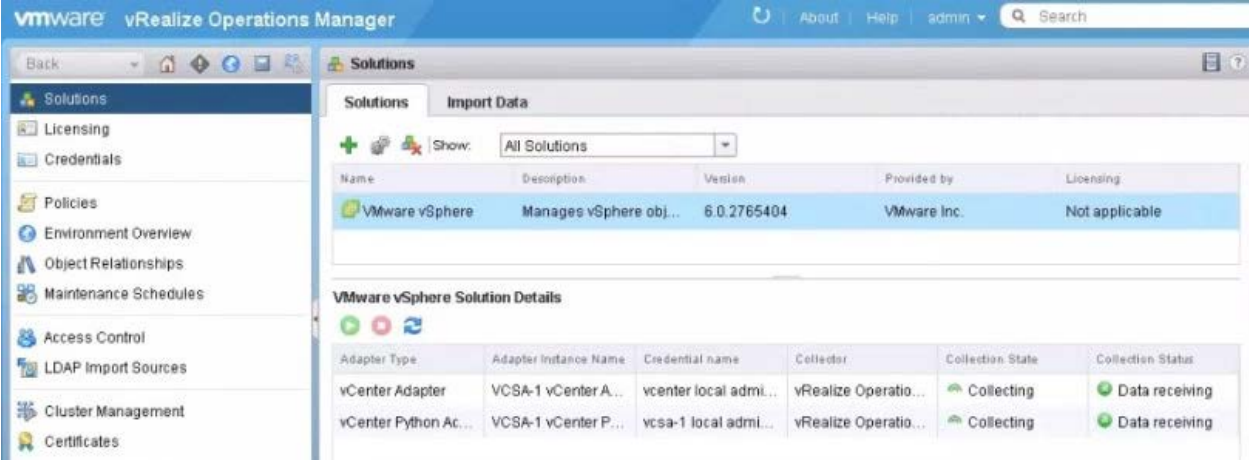 vmware vRealize Operations Manager About Help admin Search
Back
Solutions
Licensing
Credentials
Policies
Environment Overview
Object Relationships
Maintenance Schedules
Access Control
LDAP Import Sources
Cluster Management
Certificates
Solutions
Solutions Import Data
Show: All Solutions
Name Description Version Provided by Licensing
VMware vSphere Manages vSphere obj... 6.0.2765404 VMware Inc. Not applicable
VMware vSphere Solution Details
Adapter Type Adapter Instance Name Credential name Collector Collection State Collection Status
vCenter Adapter VCSA-1 vCenter A... vcenter local admi... vRealize Operatio... Collecting Data receiving
vCenter Python Ac... VCSA-1 vCenter P... vcsa-1 local admi... vRealize Operatio... Collecting Data receiving